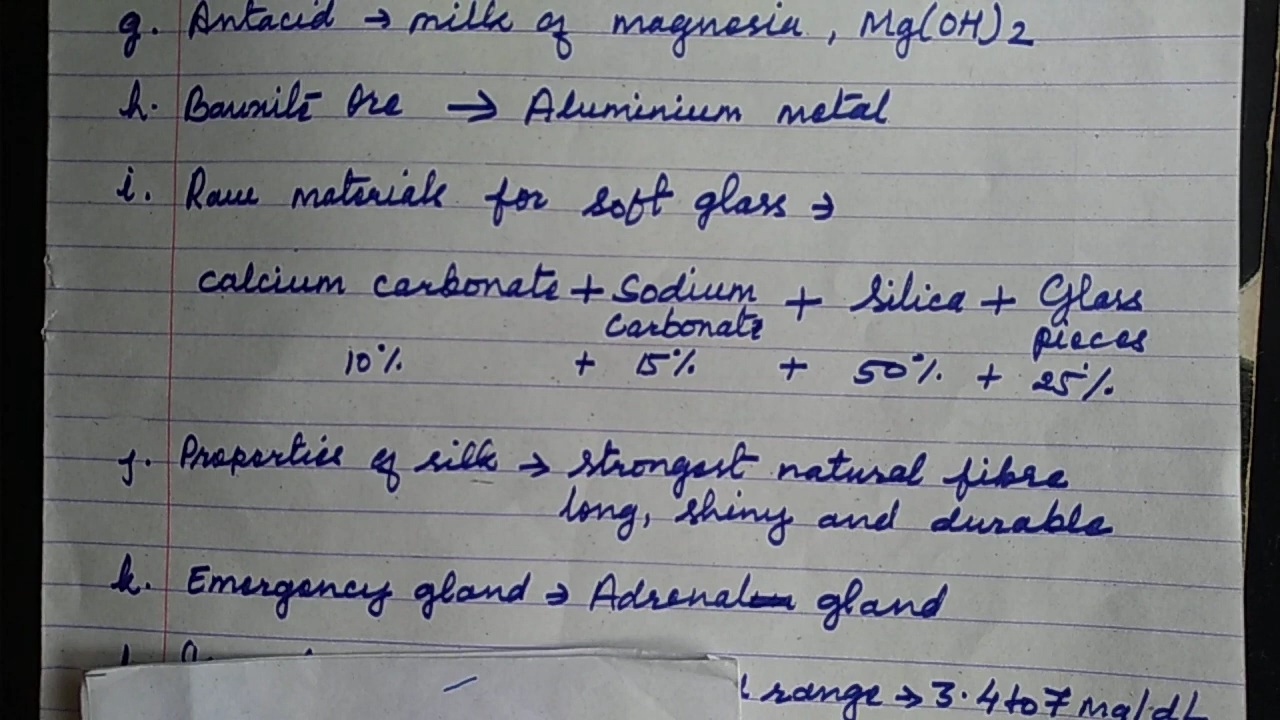 g. Antacid → milk of magnesia, Mg(OH)2
h. Bauxite Ore → Aluminium metal
i. Raw materials for soft glass →
calcium carbonate + Sodium carbonate + Silica + Glass pieces
10% + 15% + 50% + 25%
j. Properties of silk → strongest natural fibre
long, shiny and durable
k. Emergency gland → Adrenal gland
range → 3.4 to 7 mg/dL